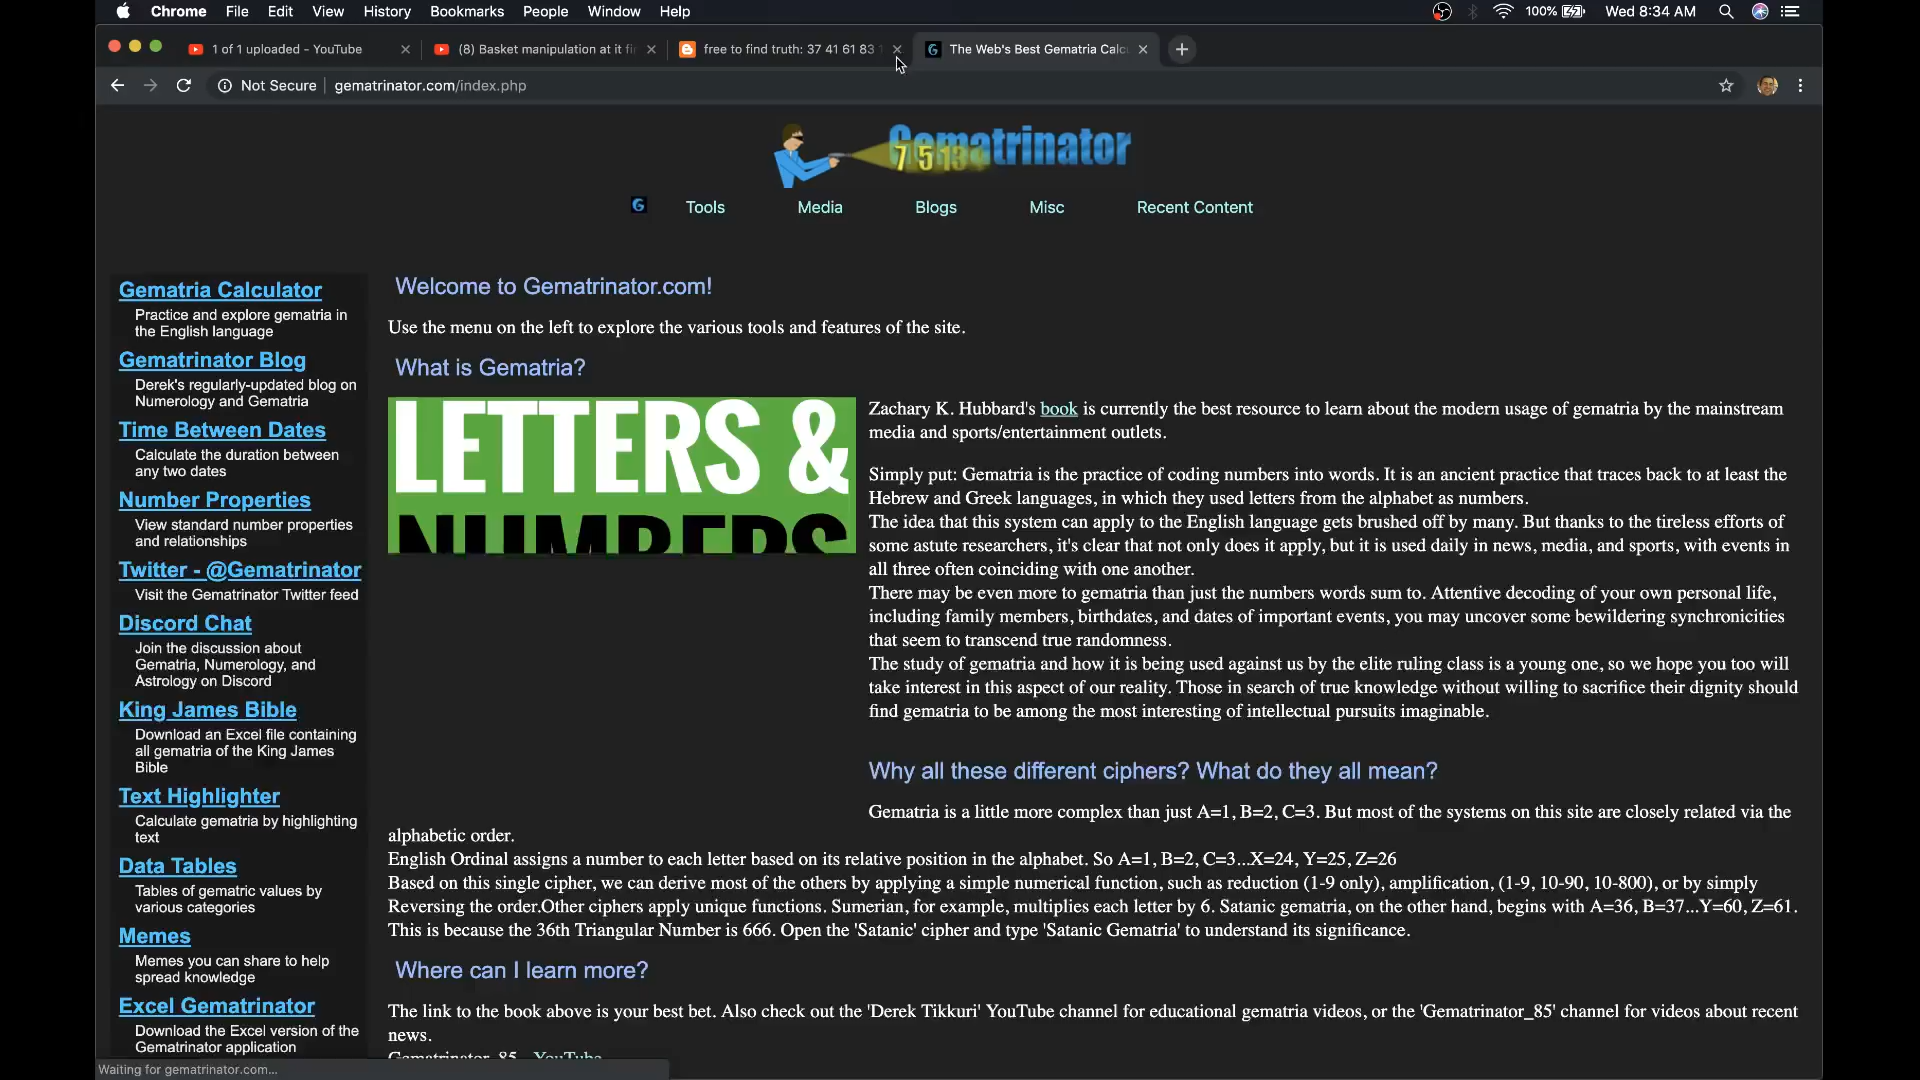 Chrome File Edit View History Bookmarks People Window Help 100% Wed 8:34 AM
1 of 1 uploaded - YouTube (8) Basket manipulation at it fi free to find truth: 37 41 61 83 The Web's Best Gematria Calc
Not Secure gematrinator.com/index.php
Gematrinator
7 5 13
G Tools Media Blogs Misc Recent Content
Gematria Calculator
Practice and explore gematria in
the English language
Gematrinator Blog
Derek's regularly-updated blog on
Numerology and Gematria
Time Between Dates
Calculate the duration between
any two dates
Number Properties
View standard number properties
and relationships
Twitter - @Gematrinator
Visit the Gematrinator Twitter feed
Discord Chat
Join the discussion about
Gematria, Numerology, and
Astrology on Discord
King James Bible
Download an Excel file containing
all gematria of the King James
Bible
Text Highlighter
Calculate gematria by highlighting
text
Data Tables
Tables of gematric values by
various categories
Memes
Memes you can share to help
spread knowledge
Excel Gematrinator
Download the Excel version of the
Gematrinator application
Welcome to Gematrinator.com!
Use the menu on the left to explore the various tools and features of the site.
What is Gematria?
LETTERS &
NUMBERS
Zachary K. Hubbard's book is currently the best resource to learn about the modern usage of gematria by the mainstream
media and sports/entertainment outlets.
Simply put: Gematria is the practice of coding numbers into words. It is an ancient practice that traces back to at least the
Hebrew and Greek languages, in which they used letters from the alphabet as numbers.
The idea that this system can apply to the English language gets brushed off by many. But thanks to the tireless efforts of
some astute researchers, it's clear that not only does it apply, but it is used daily in news, media, and sports, with events in
all three often coinciding with one another.
There may be even more to gematria than just the numbers words sum to. Attentive decoding of your own personal life,
including family members, birthdates, and dates of important events, you may uncover some bewildering synchronicities
that seem to transcend true randomness.
The study of gematria and how it is being used against us by the elite ruling class is a young one, so we hope you too will
take interest in this aspect of our reality. Those in search of true knowledge without willing to sacrifice their dignity should
find gematria to be among the most interesting of intellectual pursuits imaginable.
Why all these different ciphers? What do they all mean?
Gematria is a little more complex than just A=1, B=2, C=3. But most of the systems on this site are closely related via the
alphabetic order.
English Ordinal assigns a number to each letter based on its relative position in the alphabet. So A=1, B=2, C=3...X=24, Y=25, Z=26
Based on this single cipher, we can derive most of the others by applying a simple numerical function, such as reduction (1-9 only), amplification, (1-9, 10-90, 10-800), or by simply
Reversing the order.Other ciphers apply unique functions. Sumerian, for example, multiplies each letter by 6. Satanic gematria, on the other hand, begins with A=36, B=37...Y=60, Z=61.
This is because the 36th Triangular Number is 666. Open the 'Satanic' cipher and type 'Satanic Gematria' to understand its significance.
Where can I learn more?
The link to the book above is your best bet. Also check out the 'Derek Tikkuri' YouTube channel for educational gematria videos, or the 'Gematrinator_85' channel for videos about recent
news.
Gematrinator_85 YouTube
Waiting for gematrinator.com...